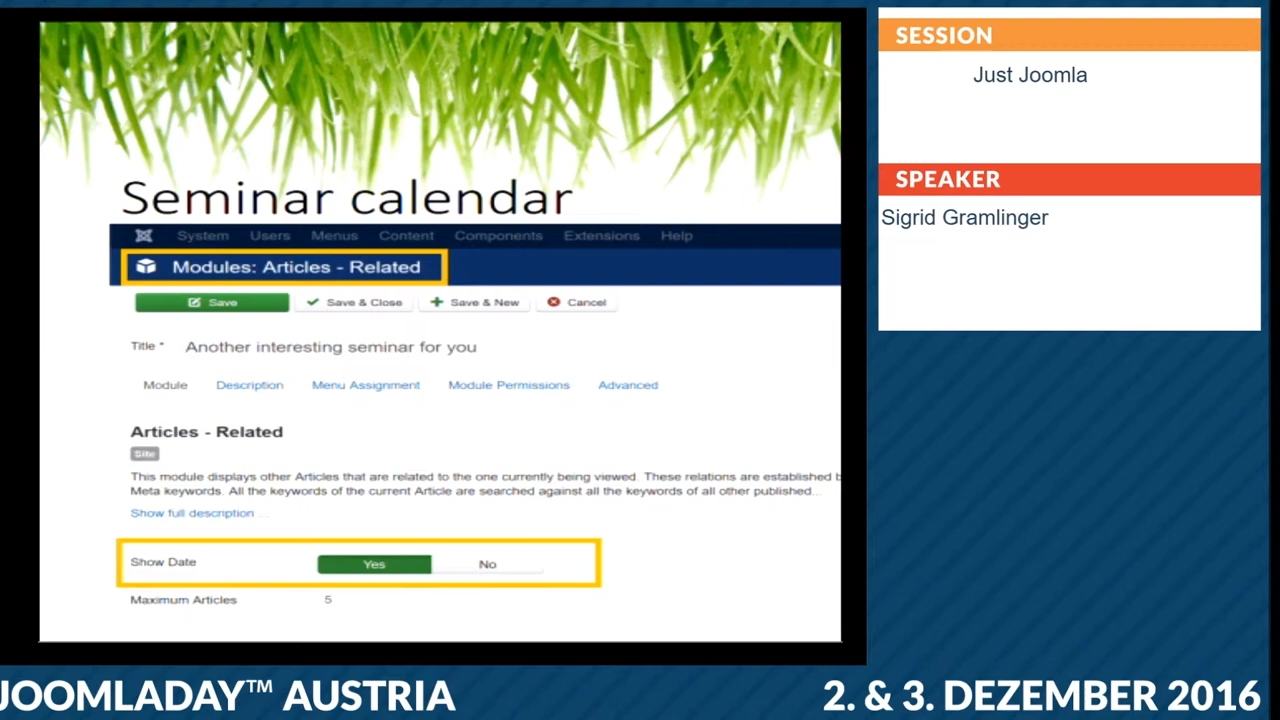 SESSION
Just Joomla
SPEAKER
Sigrid Gramlinger
Seminar calendar
System Users Menus Content Components Extensions Help
Modules: Articles - Related
Save Save & Close Save & New Cancel
Title * Another interesting seminar for you
Module Description Menu Assignment Module Permissions Advanced
Articles - Related
Site
This module displays other Articles that are related to the one currently being viewed. These relations are established b
Meta keywords. All the keywords of the current Article are searched against all the keywords of all other published...
Show full description ...
Show Date Yes No
Maximum Articles 5
JOOMLADAY™ AUSTRIA 2. & 3. DEZEMBER 2016